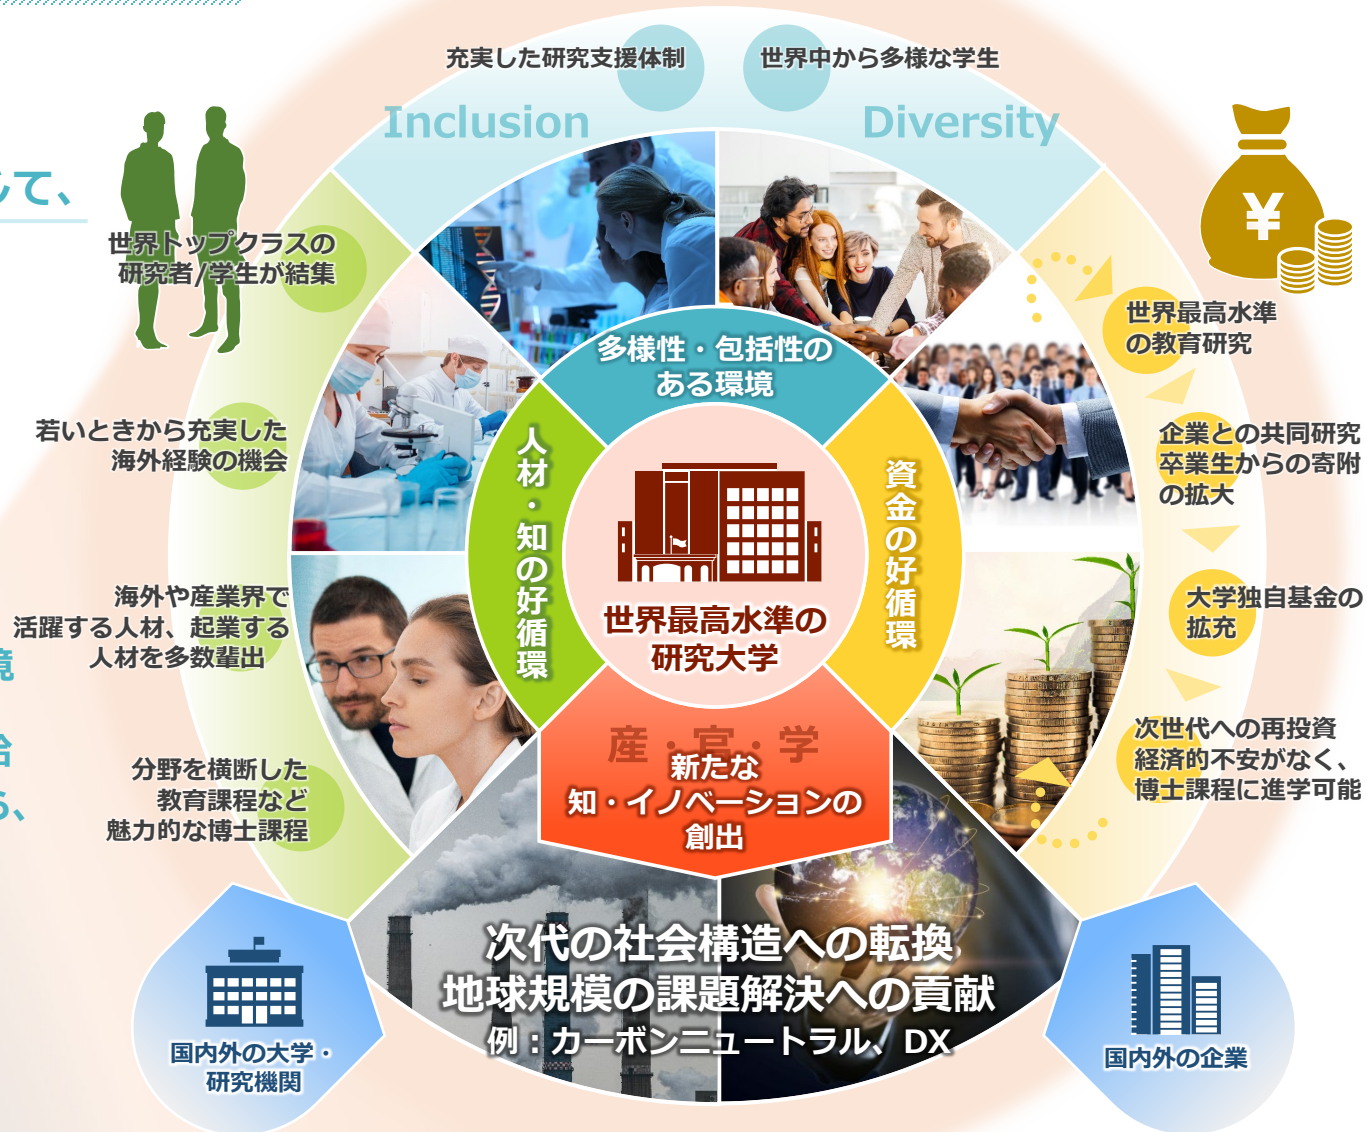 充実した研究支援体制
世界中から多様な学生
Inclusion
Diversity
って、
世界トップクラスの
研究者/学生が結集
若いときから充実した
海外経験の機会
海外や産業界で
活躍する人材、起業する
人材を多数輩出
分野を横断した
教育課程など
魅力的な博士課程
境
ら、
多様性・包括性の
ある環境
人材・知の好循環
資金の好循環
世界最高水準の
研究大学
産・官・学
新たな
知・イノベーションの
創出
¥
世界最高水準
の教育研究
企業との共同研究
卒業生からの寄附
の拡大
大学独自基金の
拡充
次世代への再投資
経済的不安がなく、
博士課程に進学可能
次代の社会構造への転換
地球規模の課題解決への貢献
例：カーボンニュートラル、DX
国内外の大学・
研究機関
国内外の企業